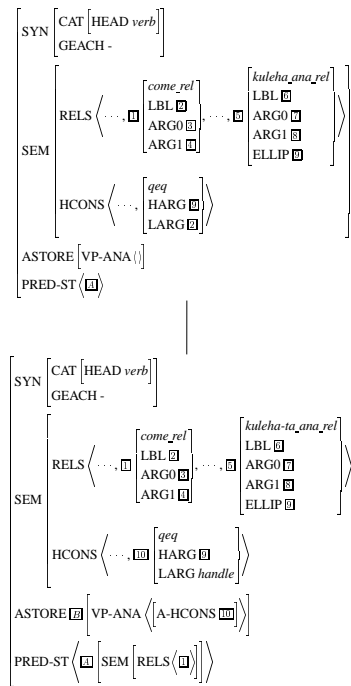 SYN [CAT [HEAD verb]
GEACH -]
SEM
RELS ⟨ ···, 1 [come_rel
LBL 2
ARG0 3
ARG1 4], ···, 5 [kuleha_ana_rel
LBL 6
ARG0 7
ARG1 8
ELLIP 9] ⟩
HCONS ⟨ ···, [qeq
HARG 9
LARG 2] ⟩
ASTORE [VP-ANA ⟨⟩]
PRED-ST ⟨ A ⟩
SYN [CAT [HEAD verb]
GEACH -]
SEM
RELS ⟨ ···, 1 [come_rel
LBL 2
ARG0 3
ARG1 4], ···, 5 [kuleha-ta_ana_rel
LBL 6
ARG0 7
ARG1 8
ELLIP 9] ⟩
HCONS ⟨ ···, 10 [qeq
HARG 9
LARG handle] ⟩
ASTORE B [VP-ANA ⟨ [A-HCONS 10] ⟩]
PRED-ST ⟨ A [SEM [RELS ⟨ 1 ⟩]] ⟩